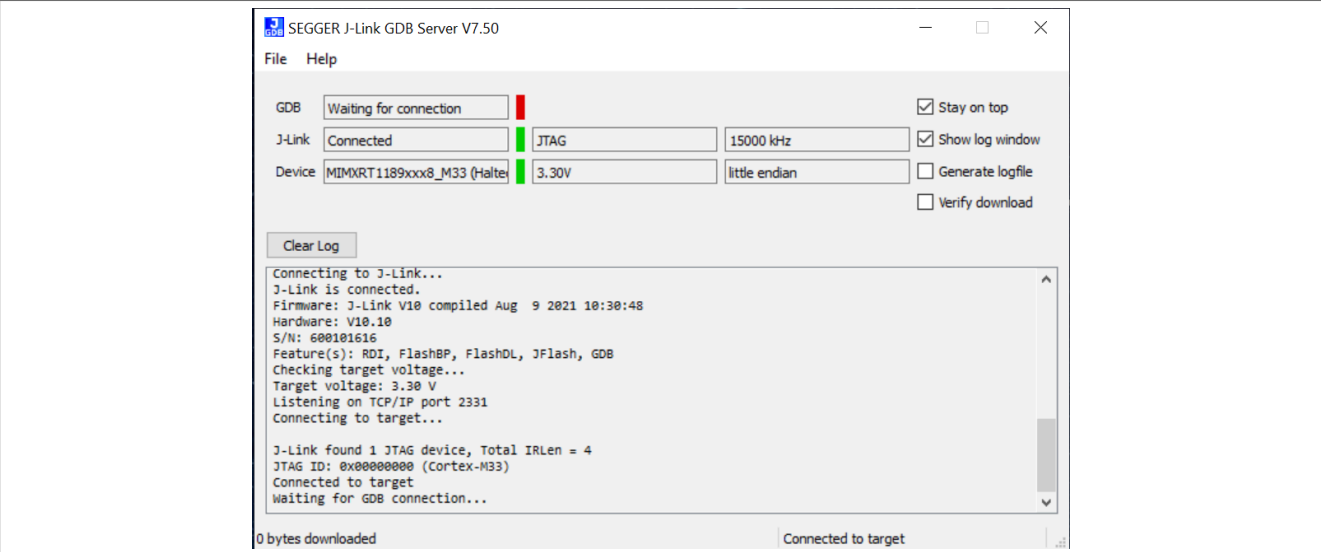 SEGGER J-Link GDB Server V7.50
File Help
GDB Waiting for connection Stay on top
J-Link Connected JTAG 15000 kHz Show log window
Device MIMXRT1189xxx8_M33 (Halte 3.30V little endian Generate logfile
Verify download
Clear Log
Connecting to J-Link...
J-Link is connected.
Firmware: J-Link V10 compiled Aug  9 2021 10:30:48
Hardware: V10.10
S/N: 600101616
Feature(s): RDI, FlashBP, FlashDL, JFlash, GDB
Checking target voltage...
Target voltage: 3.30 V
Listening on TCP/IP port 2331
Connecting to target...
J-Link found 1 JTAG device, Total IRLen = 4
JTAG ID: 0x00000000 (Cortex-M33)
Connected to target
Waiting for GDB connection...
0 bytes downloaded Connected to target